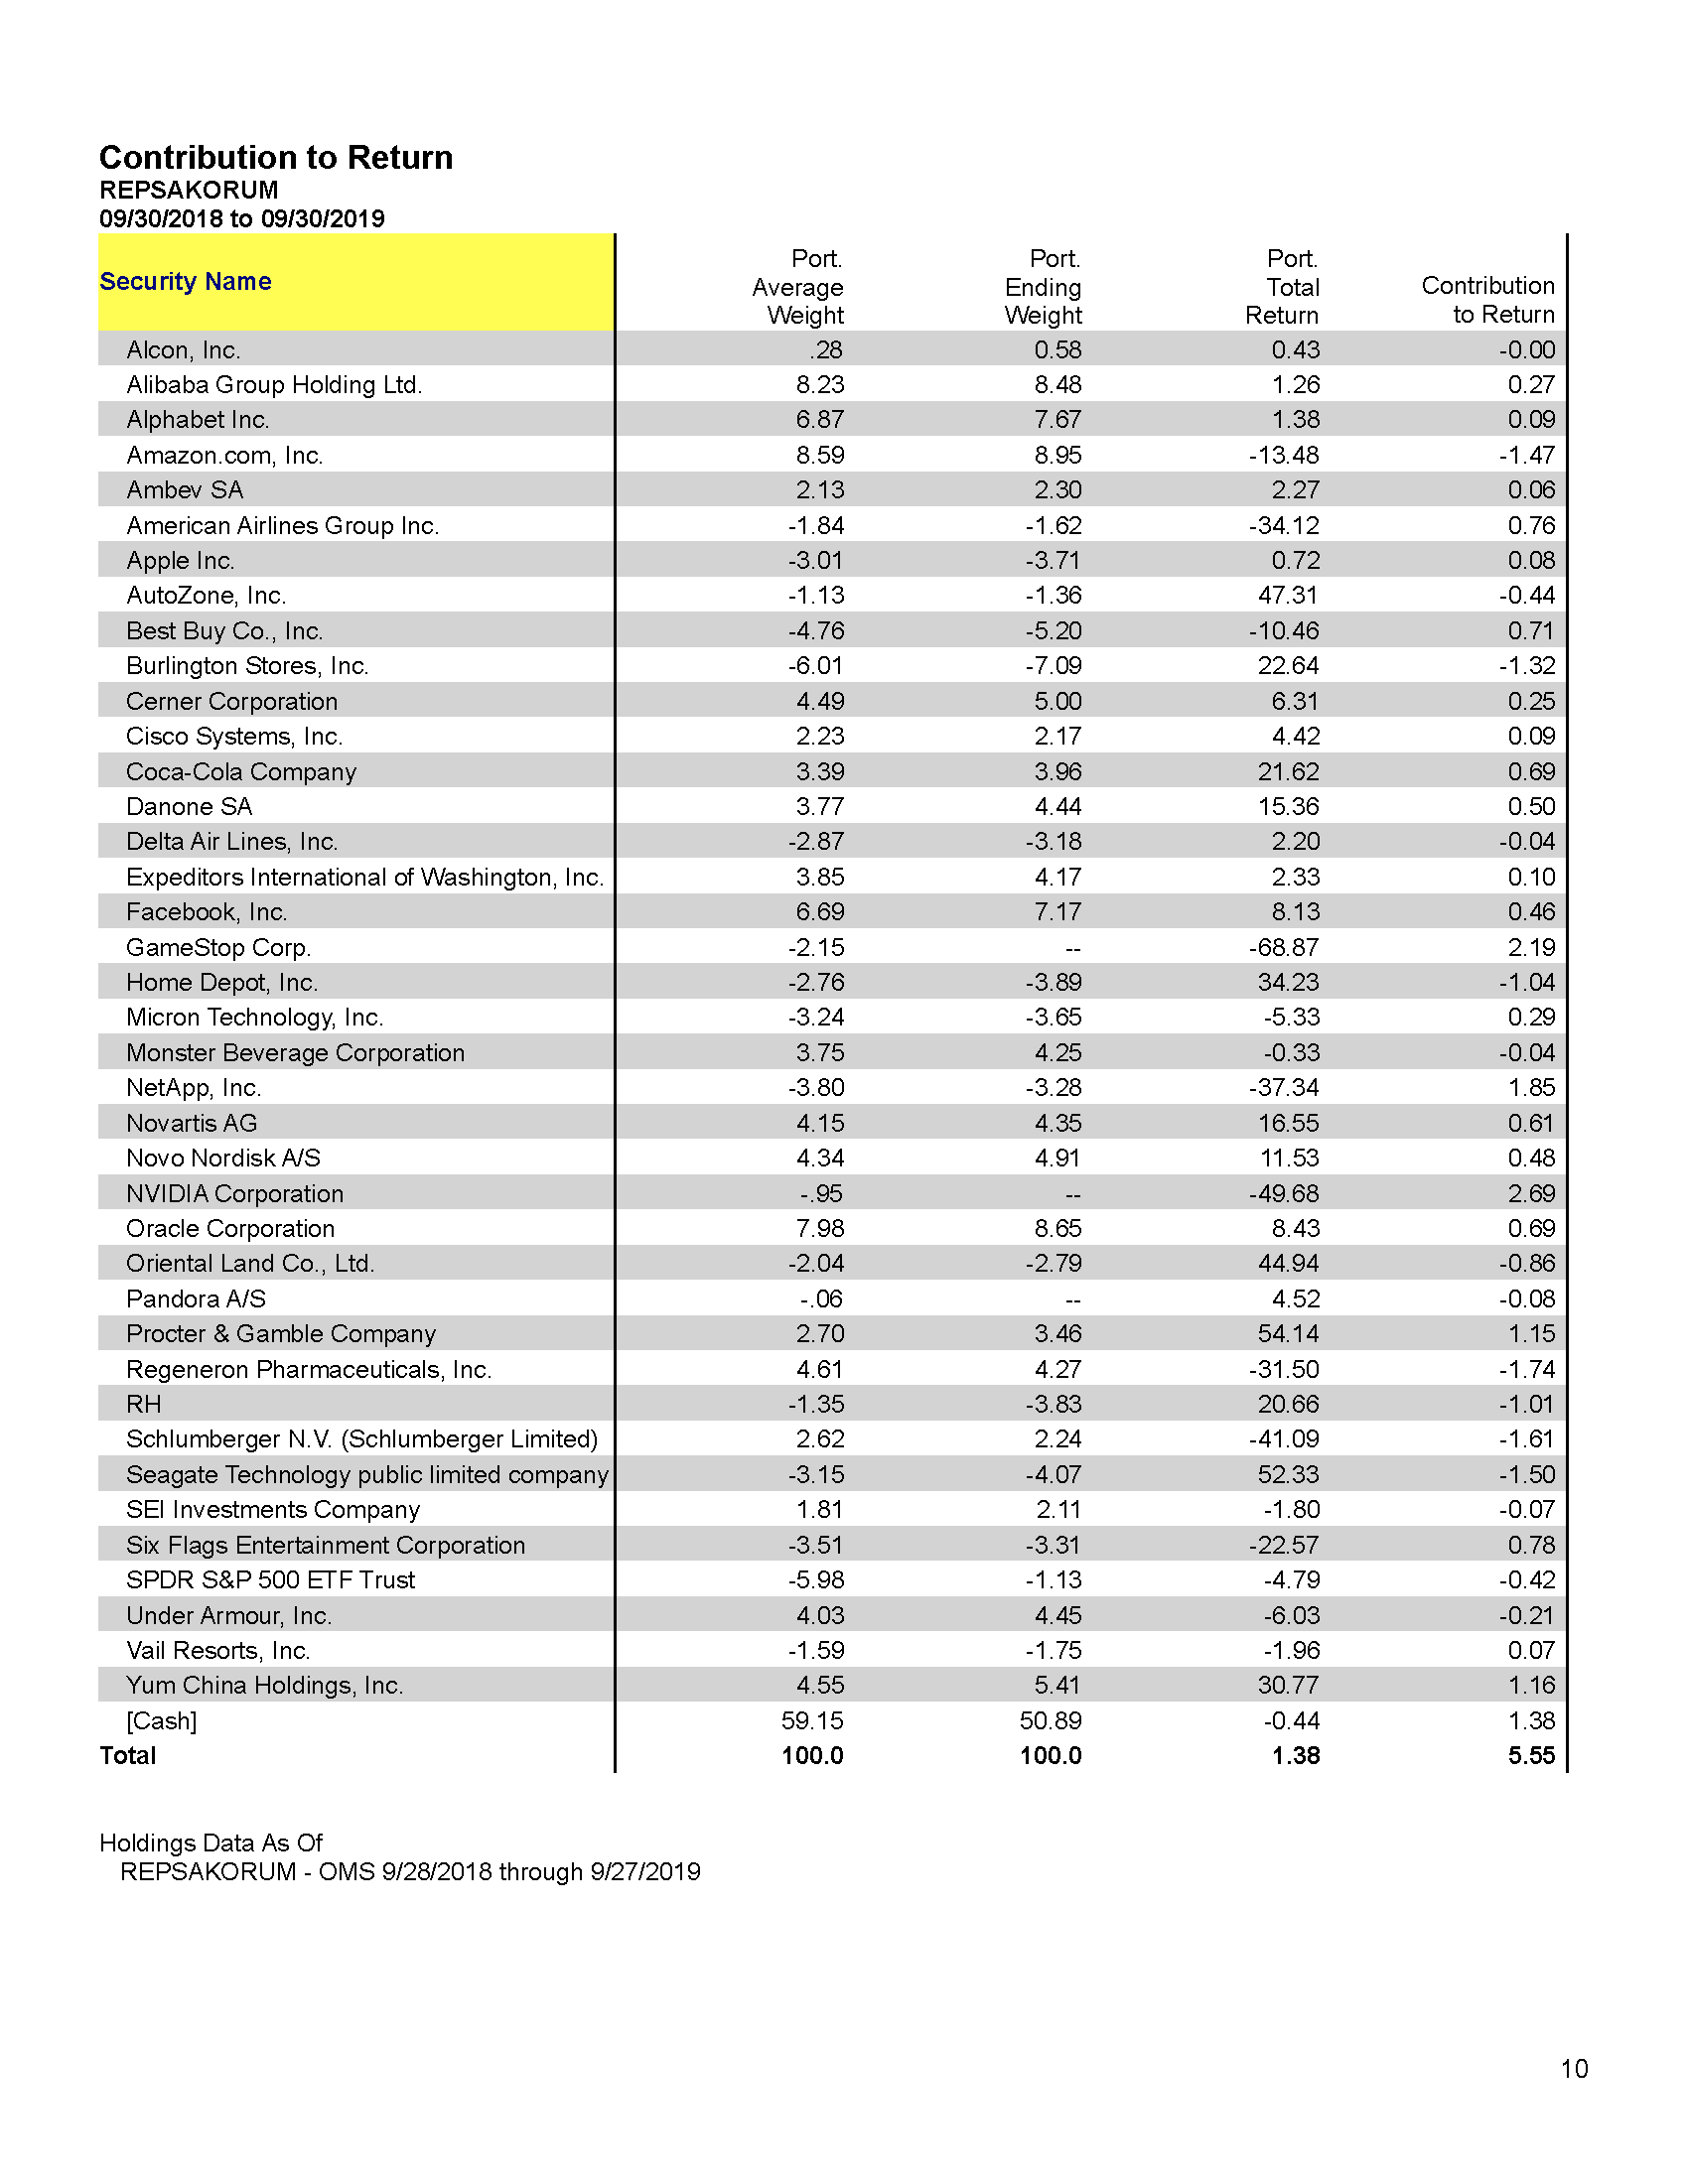 Contribution to Return
REPSAKORUM
09/30/2018 to 09/30/2019
Security Name Port. Average Weight Port. Ending Weight Port. Total Return Contribution to Return
Alcon, Inc. .28 0.58 0.43 -0.00
Alibaba Group Holding Ltd. 8.23 8.48 1.26 0.27
Alphabet Inc. 6.87 7.67 1.38 0.09
Amazon.com, Inc. 8.59 8.95 -13.48 -1.47
Ambev SA 2.13 2.30 2.27 0.06
American Airlines Group Inc. -1.84 -1.62 -34.12 0.76
Apple Inc. -3.01 -3.71 0.72 0.08
AutoZone, Inc. -1.13 -1.36 47.31 -0.44
Best Buy Co., Inc. -4.76 -5.20 -10.46 0.71
Burlington Stores, Inc. -6.01 -7.09 22.64 -1.32
Cerner Corporation 4.49 5.00 6.31 0.25
Cisco Systems, Inc. 2.23 2.17 4.42 0.09
Coca-Cola Company 3.39 3.96 21.62 0.69
Danone SA 3.77 4.44 15.36 0.50
Delta Air Lines, Inc. -2.87 -3.18 2.20 -0.04
Expeditors International of Washington, Inc. 3.85 4.17 2.33 0.10
Facebook, Inc. 6.69 7.17 8.13 0.46
GameStop Corp. -2.15 -- -68.87 2.19
Home Depot, Inc. -2.76 -3.89 34.23 -1.04
Micron Technology, Inc. -3.24 -3.65 -5.33 0.29
Monster Beverage Corporation 3.75 4.25 -0.33 -0.04
NetApp, Inc. -3.80 -3.28 -37.34 1.85
Novartis AG 4.15 4.35 16.55 0.61
Novo Nordisk A/S 4.34 4.91 11.53 0.48
NVIDIA Corporation -.95 -- -49.68 2.69
Oracle Corporation 7.98 8.65 8.43 0.69
Oriental Land Co., Ltd. -2.04 -2.79 44.94 -0.86
Pandora A/S -.06 -- 4.52 -0.08
Procter & Gamble Company 2.70 3.46 54.14 1.15
Regeneron Pharmaceuticals, Inc. 4.61 4.27 -31.50 -1.74
RH -1.35 -3.83 20.66 -1.01
Schlumberger N.V. (Schlumberger Limited) 2.62 2.24 -41.09 -1.61
Seagate Technology public limited company -3.15 -4.07 52.33 -1.50
SEI Investments Company 1.81 2.11 -1.80 -0.07
Six Flags Entertainment Corporation -3.51 -3.31 -22.57 0.78
SPDR S&P 500 ETF Trust -5.98 -1.13 -4.79 -0.42
Under Armour, Inc. 4.03 4.45 -6.03 -0.21
Vail Resorts, Inc. -1.59 -1.75 -1.96 0.07
Yum China Holdings, Inc. 4.55 5.41 30.77 1.16
[Cash] 59.15 50.89 -0.44 1.38
Total 100.0 100.0 1.38 5.55
Holdings Data As Of
REPSAKORUM - OMS 9/28/2018 through 9/27/2019
10